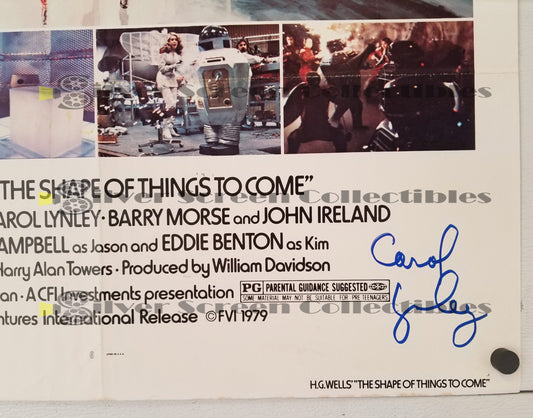 Silver Screen Collectibles
Silver Screen Collectibles
"THE SHAPE OF THINGS TO COME"
AROL LYNLEY · BARRY MORSE and JOHN IRELAND
AMPBELL as Jason and EDDIE BENTON as Kim
Harry Alan Towers · Produced by William Davidson
an · A CFI Investments presentation
PG PARENTAL GUIDANCE SUGGESTED
SOME MATERIAL MAY NOT BE SUITABLE FOR PRE-TEENAGERS
Silver Screen Collectibles
ntures International Release © FVI 1979
Carol
Lynley
H.G. WELLS' "THE SHAPE OF THINGS TO COME"